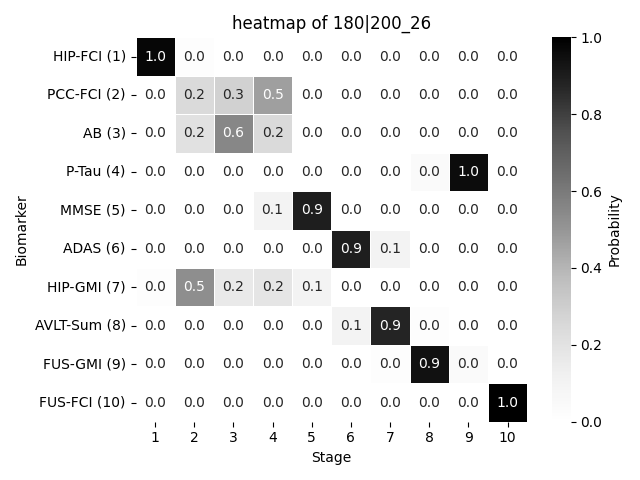 heatmap of 180|200_26
HIP-FCI (1) 1.0 0.0 0.0 0.0 0.0 0.0 0.0 0.0 0.0 0.0
PCC-FCI (2) 0.0 0.2 0.3 0.5 0.0 0.0 0.0 0.0 0.0 0.0
AB (3) 0.0 0.2 0.6 0.2 0.0 0.0 0.0 0.0 0.0 0.0
P-Tau (4) 0.0 0.0 0.0 0.0 0.0 0.0 0.0 0.0 1.0 0.0
MMSE (5) 0.0 0.0 0.0 0.1 0.9 0.0 0.0 0.0 0.0 0.0
ADAS (6) 0.0 0.0 0.0 0.0 0.0 0.9 0.1 0.0 0.0 0.0
HIP-GMI (7) 0.0 0.5 0.2 0.2 0.1 0.0 0.0 0.0 0.0 0.0
AVLT-Sum (8) 0.0 0.0 0.0 0.0 0.0 0.1 0.9 0.0 0.0 0.0
FUS-GMI (9) 0.0 0.0 0.0 0.0 0.0 0.0 0.0 0.9 0.0 0.0
FUS-FCI (10) 0.0 0.0 0.0 0.0 0.0 0.0 0.0 0.0 0.0 1.0
1 2 3 4 5 6 7 8 9 10
Stage
Biomarker
1.0
0.8
0.6
0.4
0.2
0.0
Probability